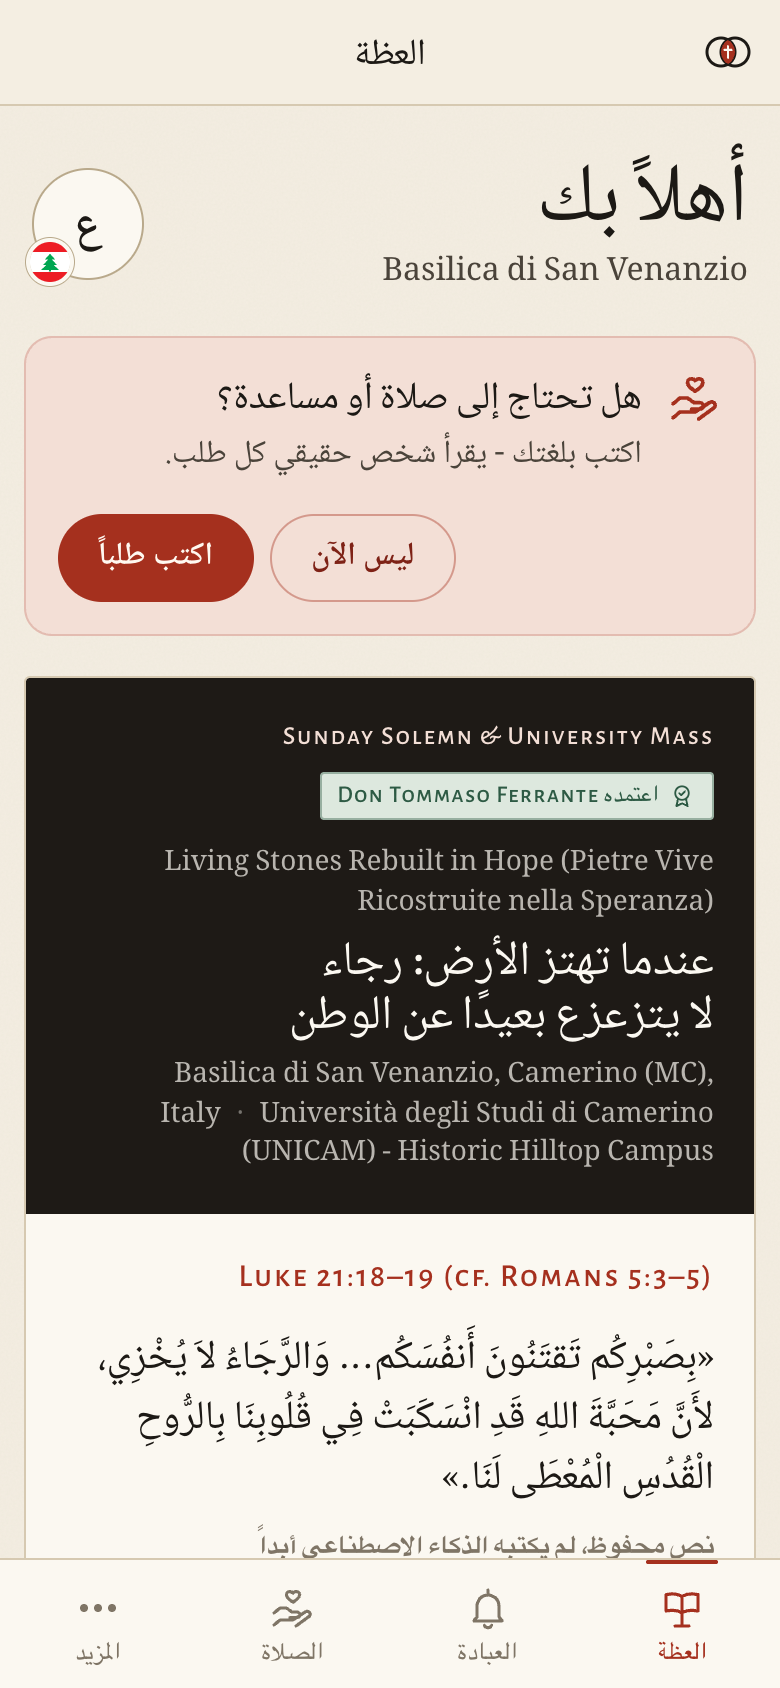 العظة
أهلاً بك
ع
Basilica di San Venanzio
هل تحتاج إلى صلاة أو مساعدة؟
اكتب بلغتك - يقرأ شخص حقيقي كل طلب.
ليس الآن
اكتب طلباً
SUNDAY SOLEMN & UNIVERSITY MASS
اعتمده DON TOMMASO FERRANTE
Living Stones Rebuilt in Hope (Pietre Vive
Ricostruite nella Speranza)
عندما تهتز الأرض: رجاء
لا يتزعزع بعيدًا عن الوطن
Basilica di San Venanzio, Camerino (MC),
Italy · Università degli Studi di Camerino
(UNICAM) - Historic Hilltop Campus
LUKE 21:18–19 (CF. ROMANS 5:3–5)
«بِصَبْرِكُم تَقتَنُونَ أَنفُسَكُم... وَالرَّجَاءُ لاَ يُخْزِي،
لأَنَّ مَحَبَّةَ اللهِ قَدِ انْسَكَبَتْ فِي قُلُوبِنَا بِالرُّوحِ
الْقُدُسِ الْمُعْطَى لَنَا.»
نص محفوظ، لم يكتبه الذكاء الاصطناعي أبداً
العظة
العبادة
الصلاة
المزيد